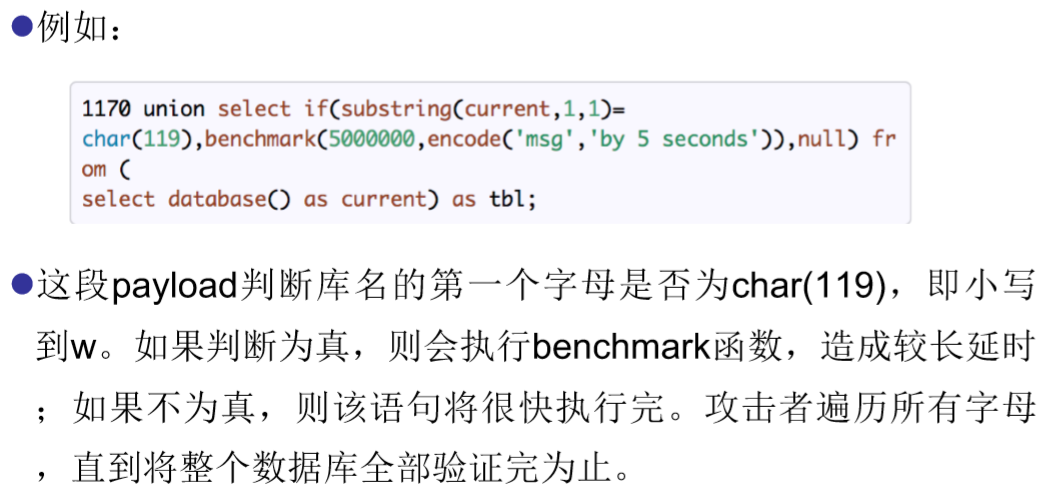 ●例如：
1170 union select if(substring(current,1,1)=
char(119),benchmark(5000000,encode('msg','by 5 seconds')),null) fr
om (
select database() as current) as tbl;
●这段payload判断库名的第一个字母是否为char(119)，即小写
到w。如果判断为真，则会执行benchmark函数，造成较长延时
；如果不为真，则该语句将很快执行完。攻击者遍历所有字母
，直到将整个数据库全部验证完为止。